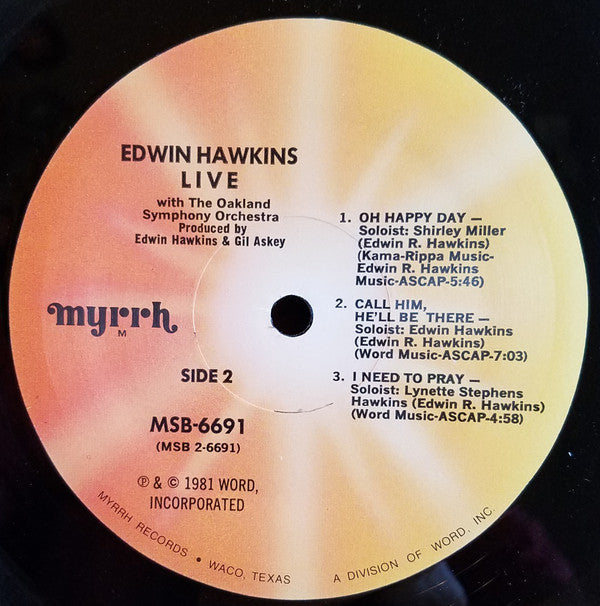 EDWIN HAWKINS
LIVE
with The Oakland
Symphony Orchestra
Produced by
Edwin Hawkins & Gil Askey
1. OH HAPPY DAY —
Soloist: Shirley Miller
(Edwin R. Hawkins)
(Kama-Rippa Music-
Edwin R. Hawkins
Music-ASCAP-5:46)
2. CALL HIM,
HE'LL BE THERE —
Soloist: Edwin Hawkins
(Edwin R. Hawkins)
(Word Music-ASCAP-7:03)
3. I NEED TO PRAY —
Soloist: Lynette Stephens
Hawkins (Edwin R. Hawkins)
(Word Music-ASCAP-4:58)
myrrh
M
SIDE 2
MSB-6691
(MSB 2-6691)
℗ & © 1981 WORD,
INCORPORATED
MYRRH RECORDS • WACO, TEXAS A DIVISION OF WORD, INC.